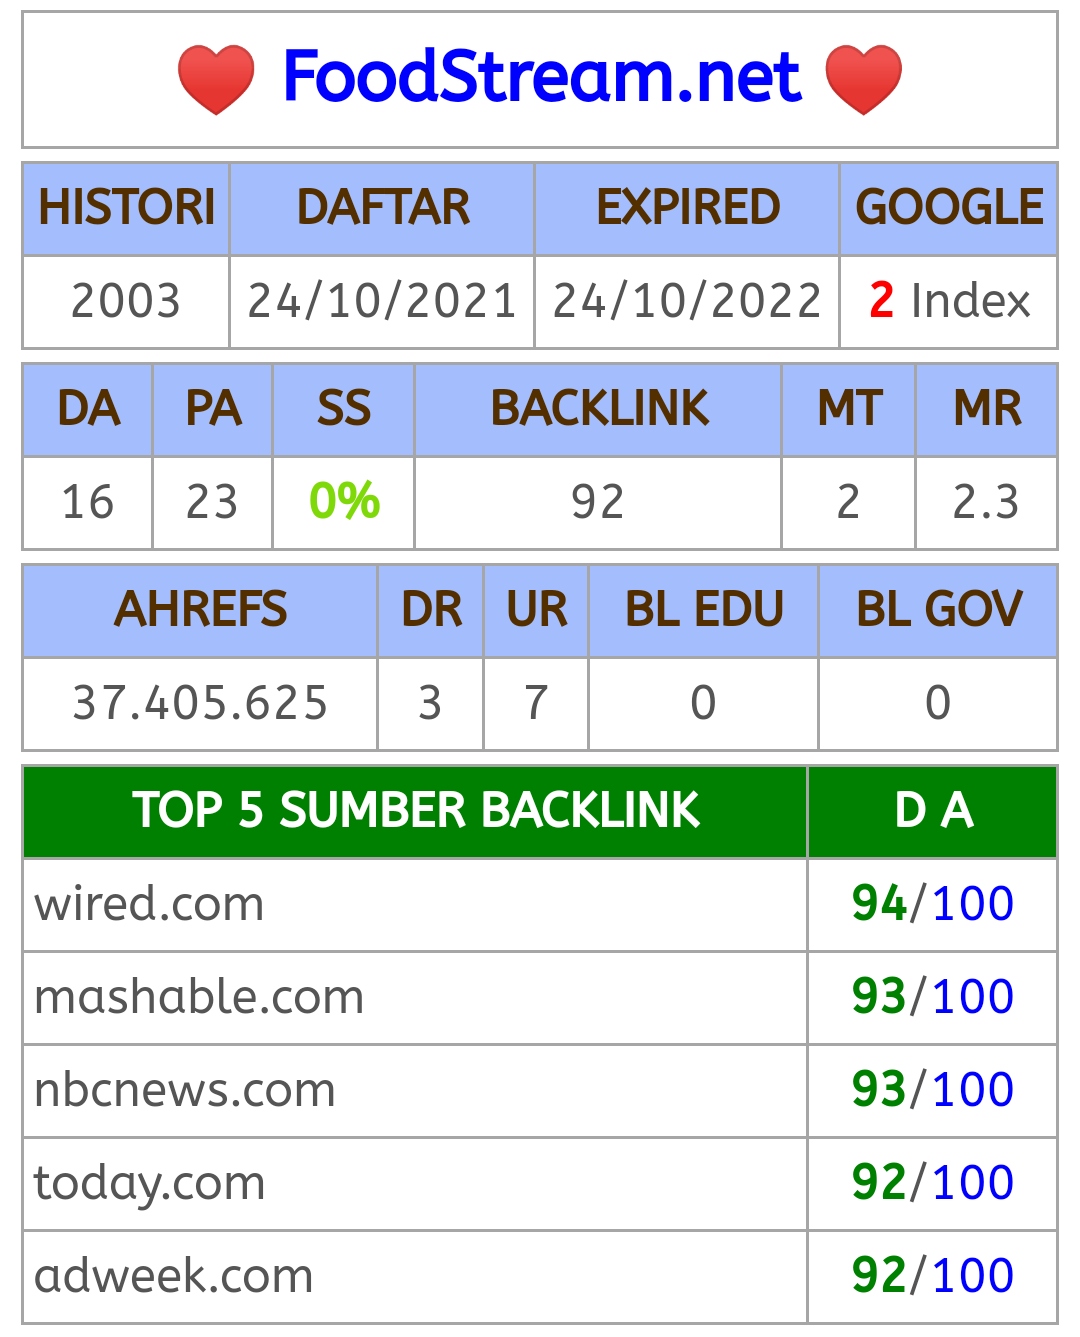 ❤️ FoodStream.net ❤️
HISTORI DAFTAR EXPIRED GOOGLE
2003 24/10/2021 24/10/2022 2 Index
DA PA SS BACKLINK MT MR
16 23 0% 92 2 2.3
AHREFS DR UR BL EDU BL GOV
37.405.625 3 7 0 0
TOP 5 SUMBER BACKLINK D A
wired.com 94/100
mashable.com 93/100
nbcnews.com 93/100
today.com 92/100
adweek.com 92/100